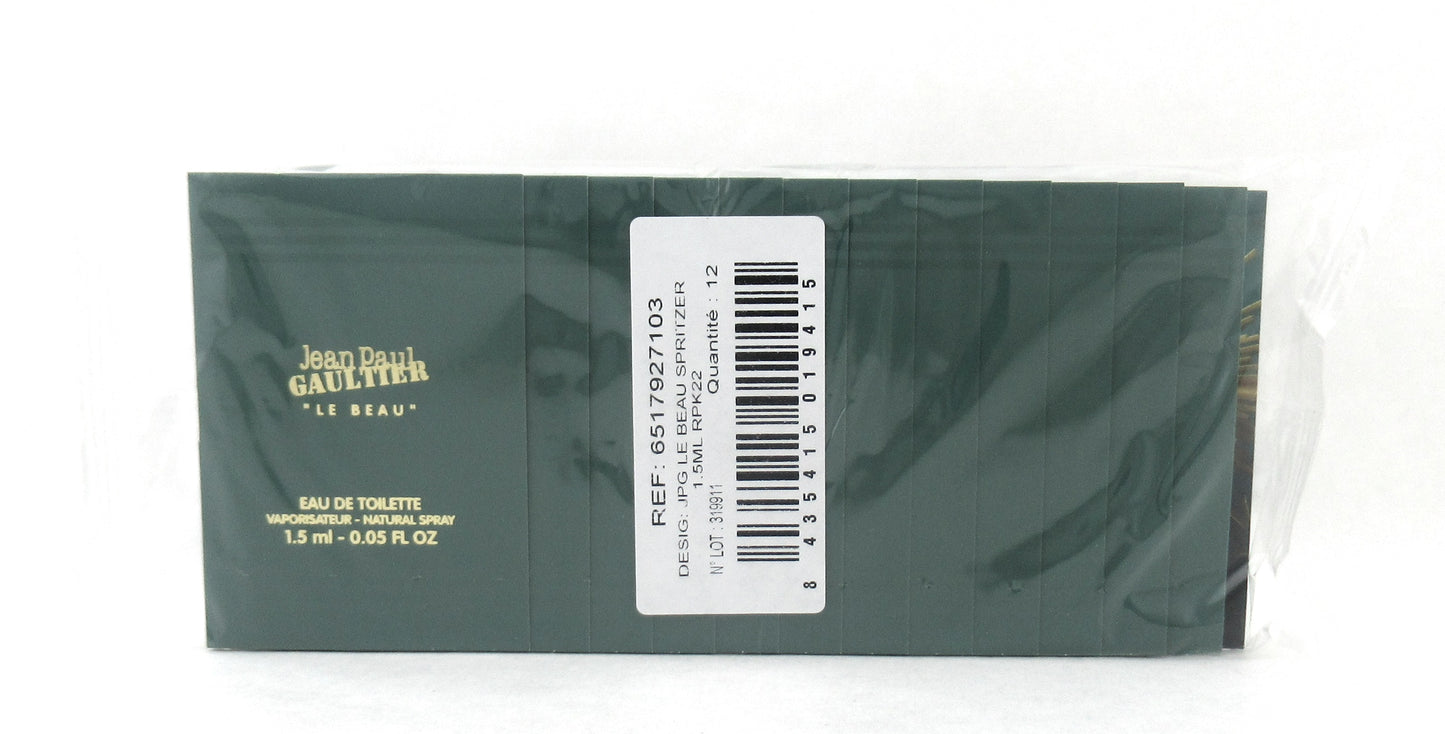 Jean Paul
GAULTIER
"LE BEAU"
EAU DE TOILETTE
VAPORISATEUR - NATURAL SPRAY
1.5 ml - 0.05 FL OZ
REF: 6517927103
DESIG: JPG LE BEAU SPRITZER
1.5ML RPK22
Quantité : 12
N° LOT : 319911
8 435415 019415